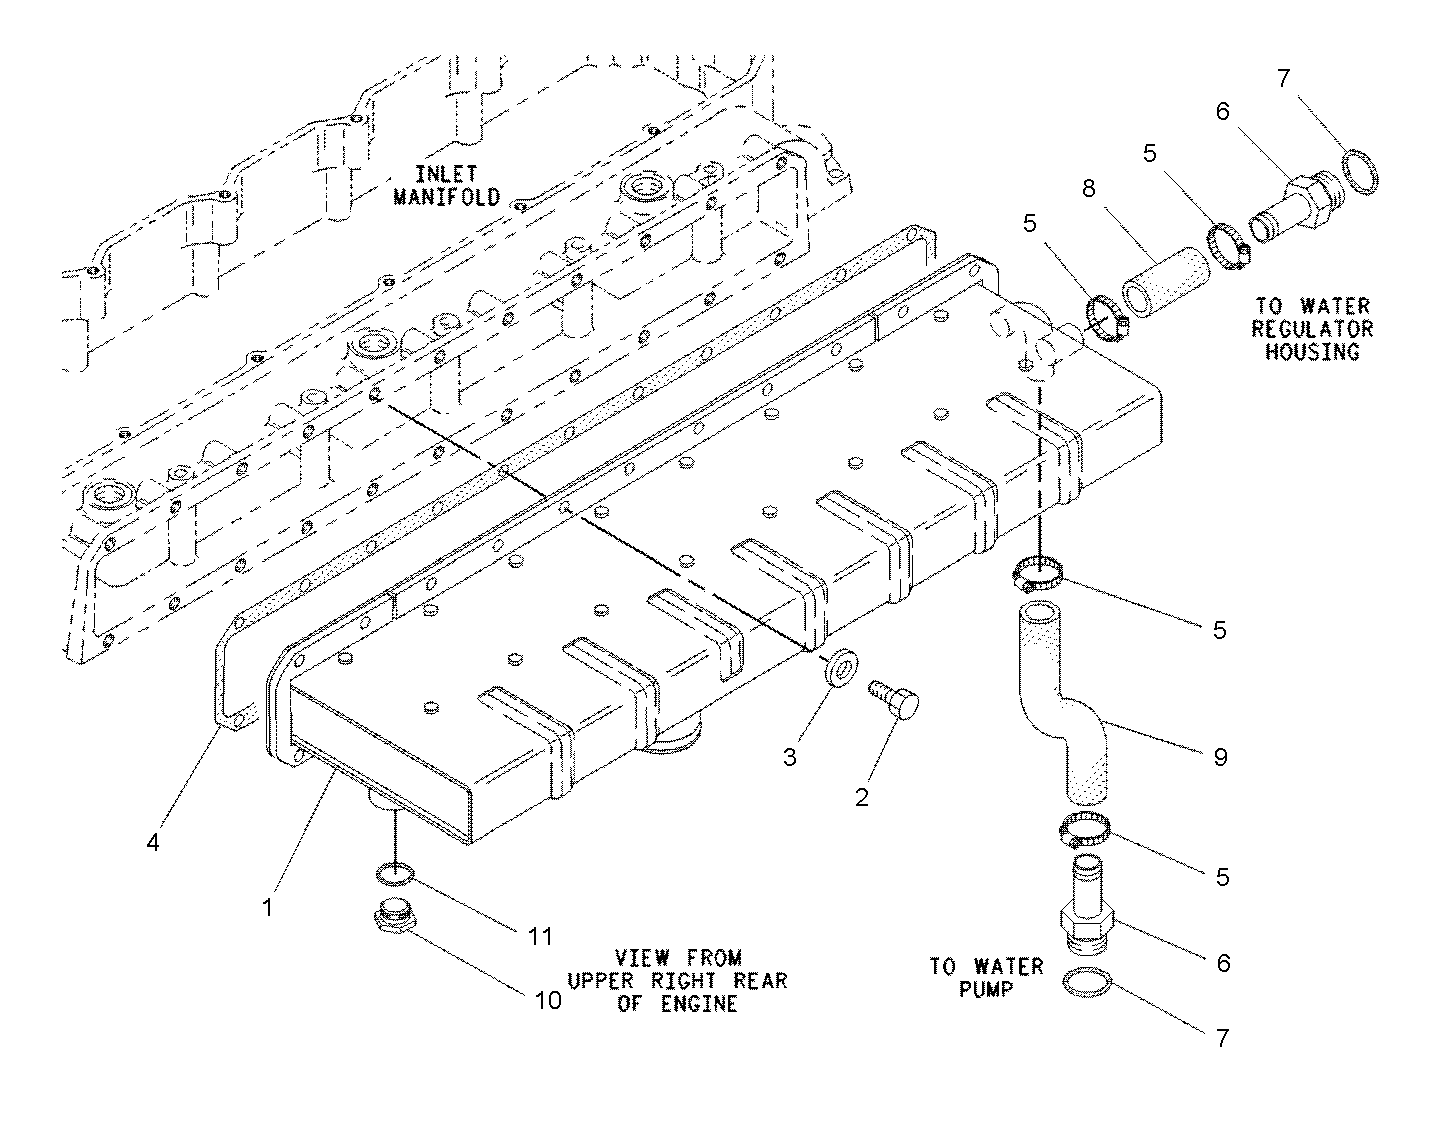 7
6
5
8
5
INLET
MANIFOLD
TO WATER
REGULATOR
HOUSING
5
9
3
2
4
1
5
11
10
VIEW FROM
UPPER RIGHT REAR
OF ENGINE
TO WATER
PUMP
6
7